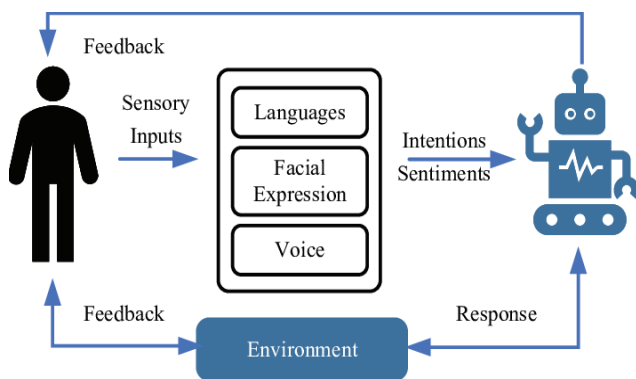 Feedback
Sensory
Inputs
Languages
Facial
Expression
Voice
Intentions
Sentiments
Feedback
Environment
Response